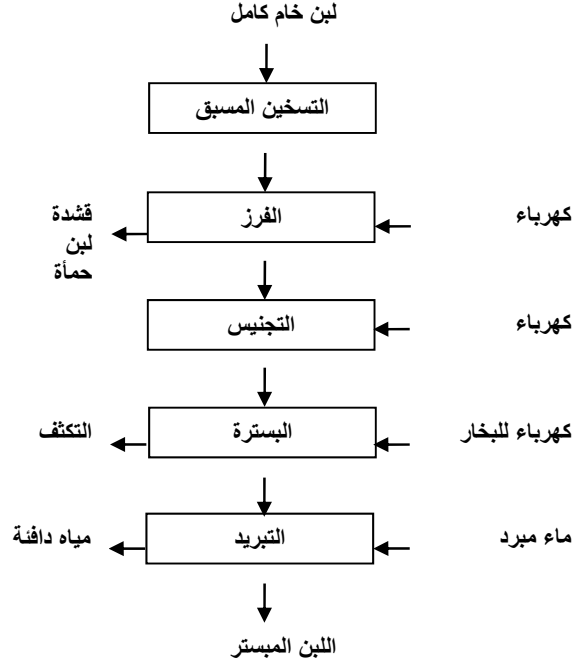 لبن خام كامل
التسخين المسبق
كهرباء
الفرز
قشدة
لبن
حمأة
كهرباء
التجنيس
كهرباء للبخار
البسترة
التكثف
ماء مبرد
التبريد
مياه دافئة
اللبن المبستر